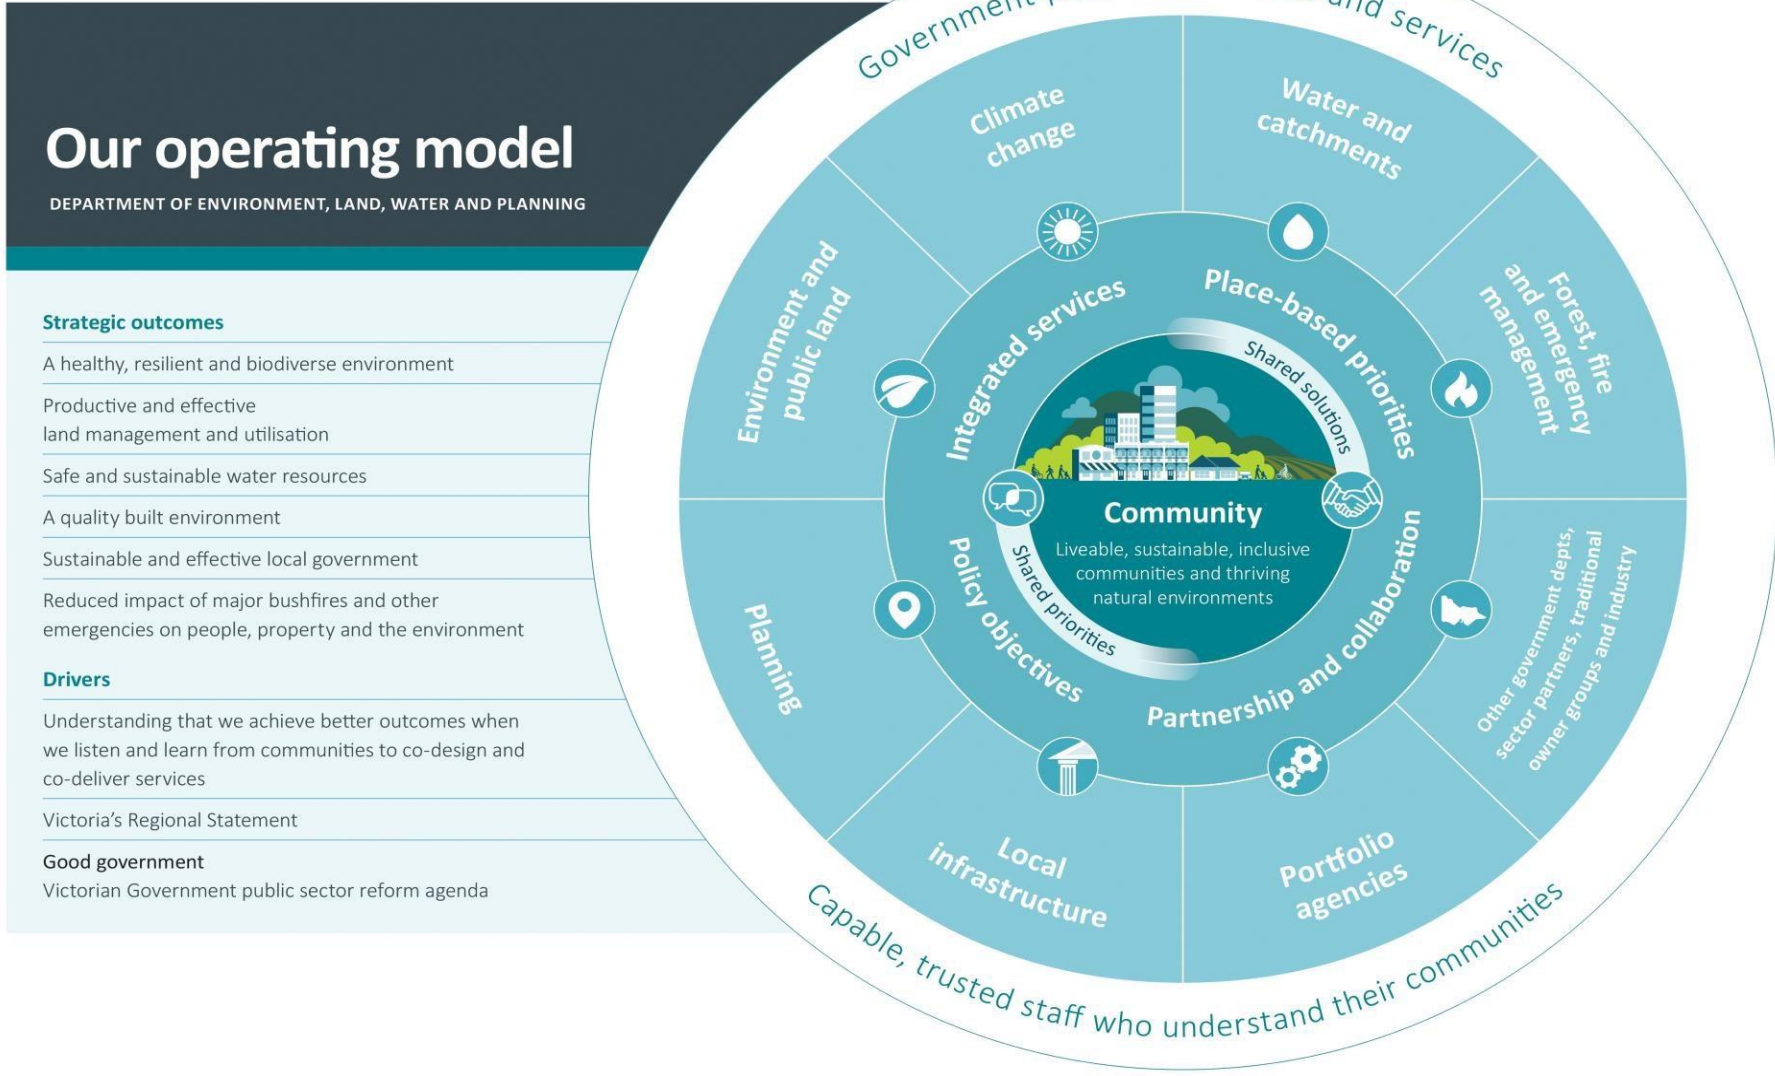 Our operating model
DEPARTMENT OF ENVIRONMENT, LAND, WATER AND PLANNING
Strategic outcomes
A healthy, resilient and biodiverse environment
Productive and effective
land management and utilisation
Safe and sustainable water resources
A quality built environment
Sustainable and effective local government
Reduced impact of major bushfires and other
emergencies on people, property and the environment
Drivers
Understanding that we achieve better outcomes when
we listen and learn from communities to co-design and
co-deliver services
Victoria's Regional Statement
Good government
Victorian Government public sector reform agenda
Government
and services
Climate
change
Water and
catchments
Forest, fire
and emergency
management
Other government depts,
sector partners, traditional
owner groups and industry
Portfolio
agencies
Local
infrastructure
Planning
Environment and
public land
Integrated services
Place-based priorities
Partnership and collaboration
Policy objectives
Shared solutions
Shared priorities
Community
Liveable, sustainable, inclusive
communities and thriving
natural environments
Capable, trusted staff who understand their communities